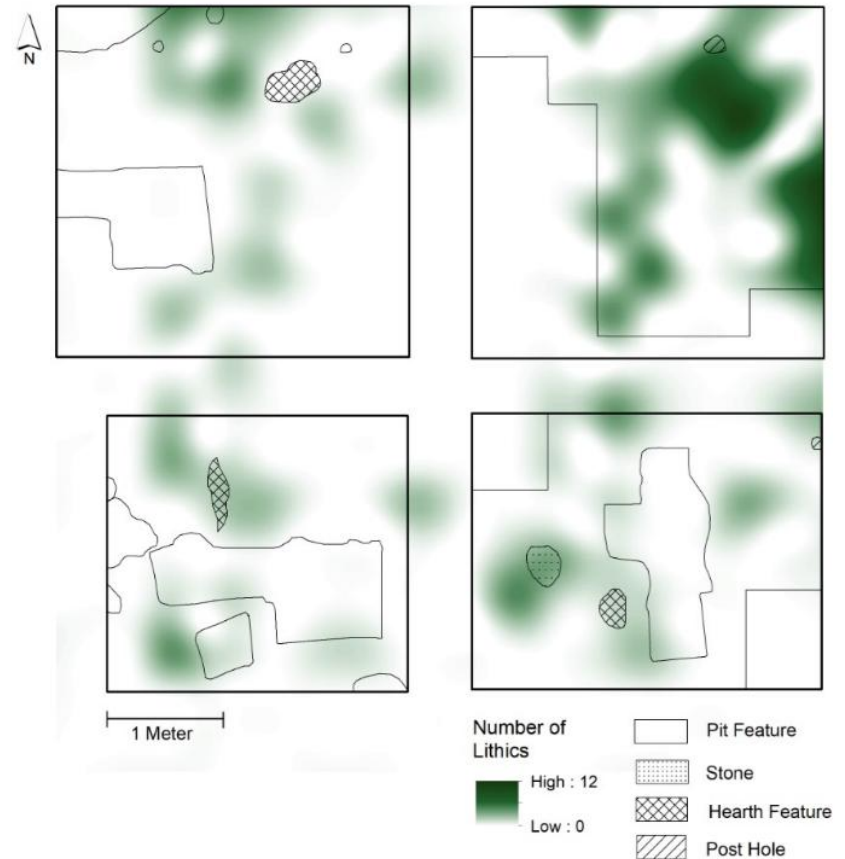 N
1 Meter
Number of
Lithics
High : 12
Low : 0
Pit Feature
Stone
Hearth Feature
Post Hole